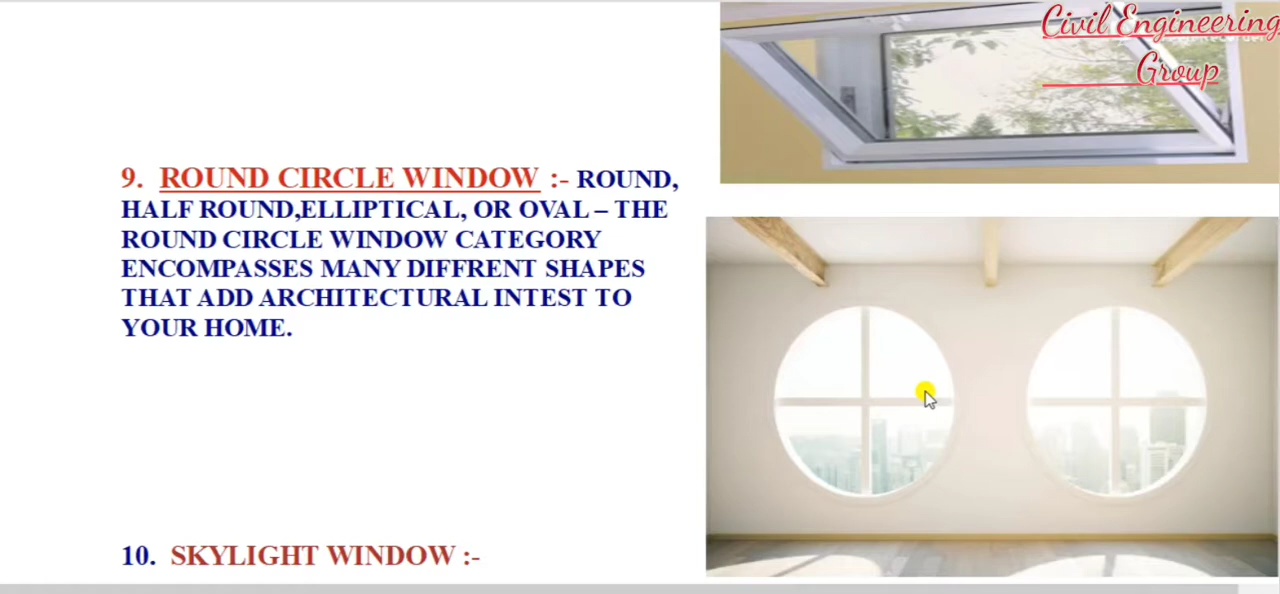 Civil Engineering
Group
9. ROUND CIRCLE WINDOW :- ROUND,
HALF ROUND,ELLIPTICAL, OR OVAL – THE
ROUND CIRCLE WINDOW CATEGORY
ENCOMPASSES MANY DIFFRENT SHAPES
THAT ADD ARCHITECTURAL INTEST TO
YOUR HOME.
10. SKYLIGHT WINDOW :-